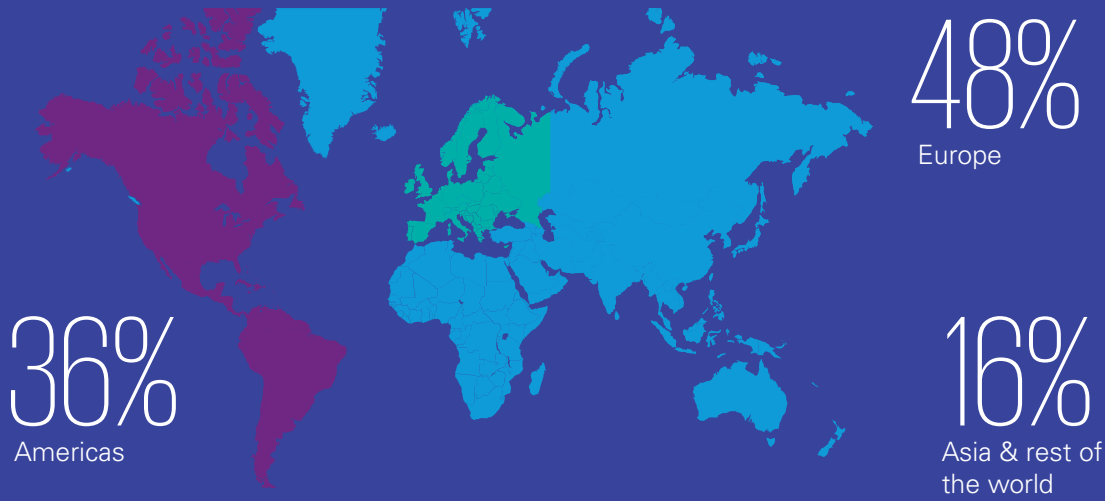 48%
Europe
36%
Americas
16%
Asia & rest of
the world